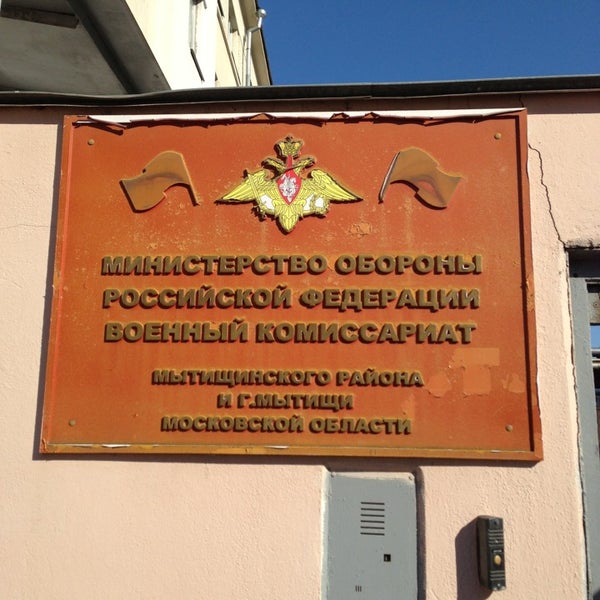 МИНИСТЕРСТВО ОБОРОНЫ
РОССИЙСКОЙ ФЕДЕРАЦИИ
ВОЕННЫЙ КОМИССАРИАТ
МЫТИЩИНСКОГО РАЙОНА
И Г.МЫТИЩИ
МОСКОВСКОЙ ОБЛАСТИ